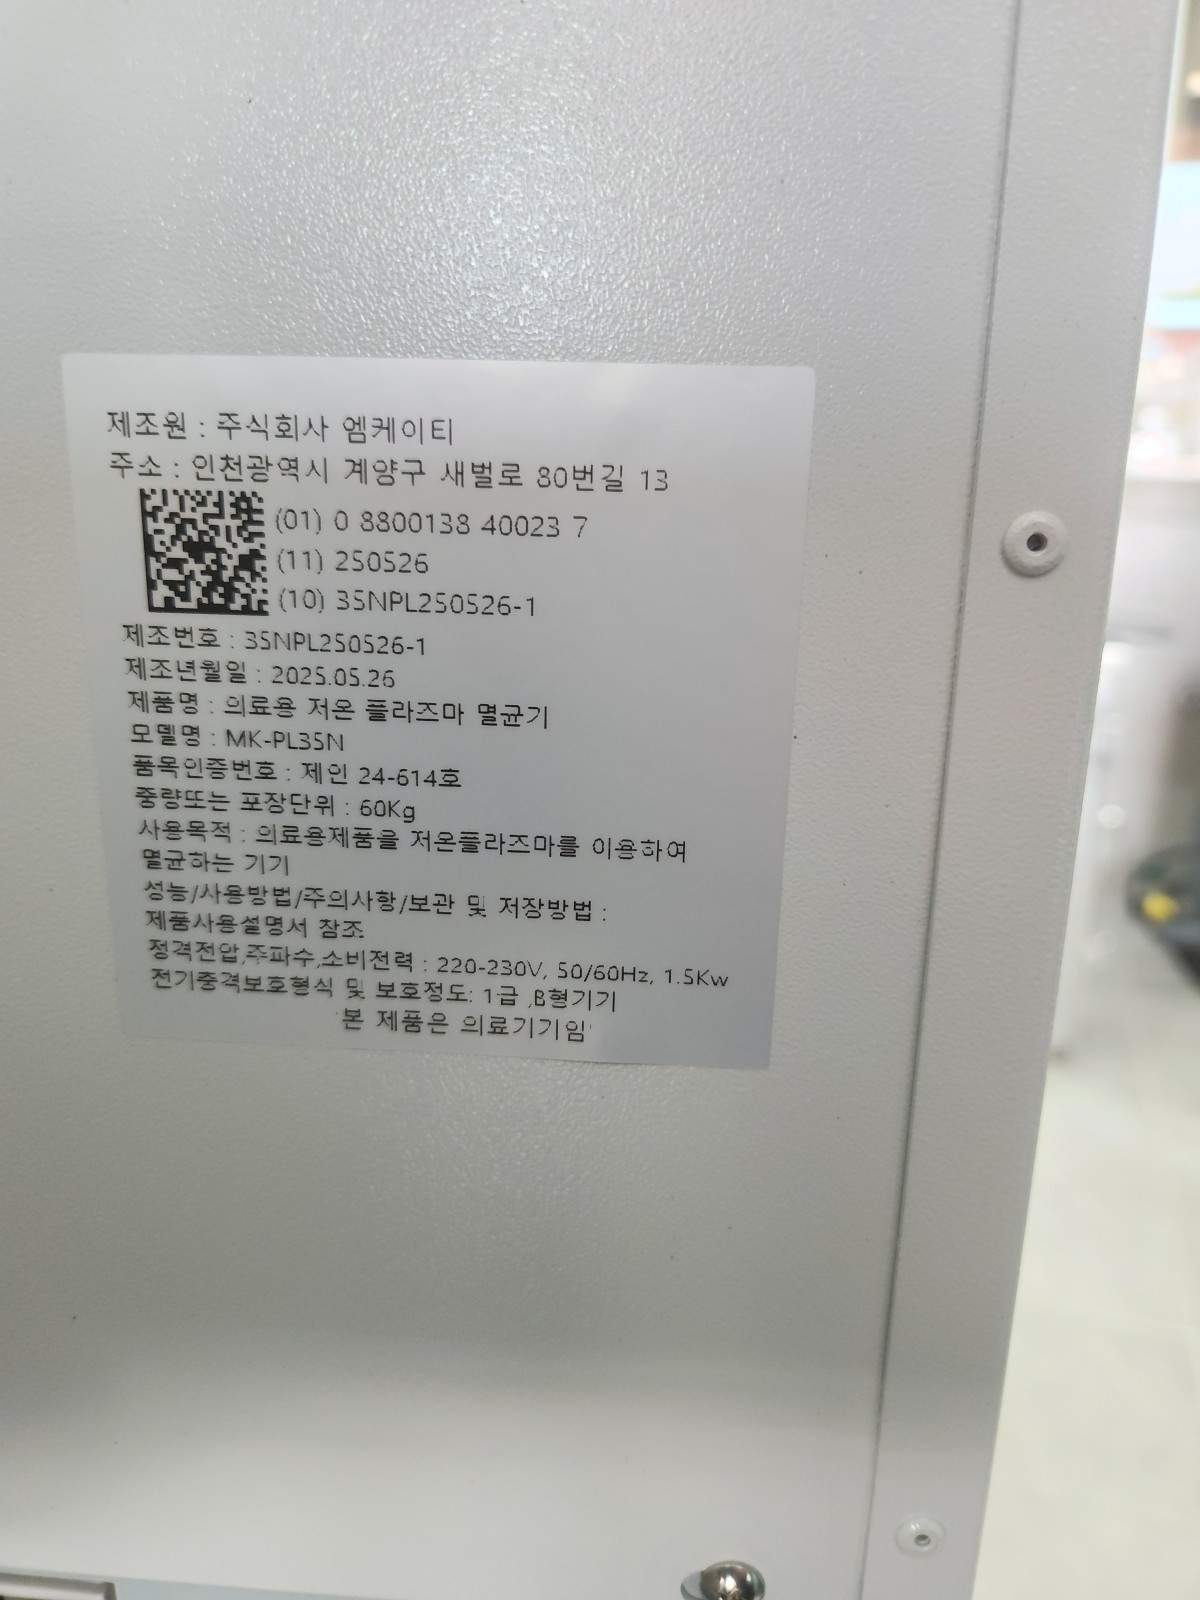 제조원 : 주식회사 엠케이티
주소 : 인천광역시 계양구 새벌로 80번길 13
(01) 0 8800138 40023 7
(11) 250526
(10) 35NPL250526-1
제조번호 : 35NPL250526-1
제조년월일 : 2025.05.26
제품명 : 의료용 저온 플라즈마 멸균기
모델명 : MK-PL35N
품목인증번호 : 제인 24-614호
중량또는 포장단위 : 60Kg
사용목적 : 의료용제품을 저온플라즈마를 이용하여
멸균하는 기기
성능/사용방법/주의사항/보관 및 저장방법 :
제품사용설명서 참조
정격전압,주파수,소비전력 : 220-230V, 50/60Hz, 1.5Kw
전기충격보호형식 및 보호정도: 1급 ,B형기기
'본 제품은 의료기기임'